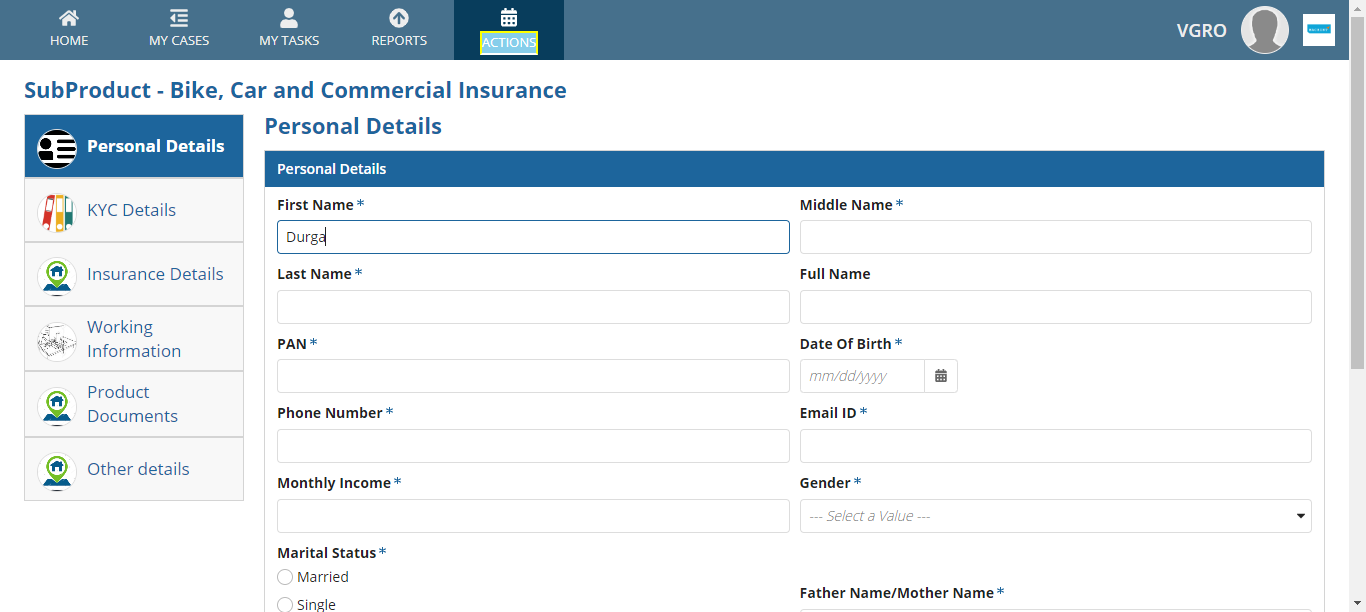 HOME
MY CASES
MY TASKS
REPORTS
ACTIONS
VGRO
SubProduct - Bike, Car and Commercial Insurance
Personal Details
KYC Details
Insurance Details
Working
Information
Product
Documents
Other details
Personal Details
Personal Details
First Name *
Middle Name *
Durga
Last Name *
Full Name
PAN *
Date Of Birth *
mm/dd/yyyy
Phone Number *
Email ID *
Monthly Income *
Gender *
--- Select a Value ---
Marital Status *
Married
Father Name/Mother Name *
Single